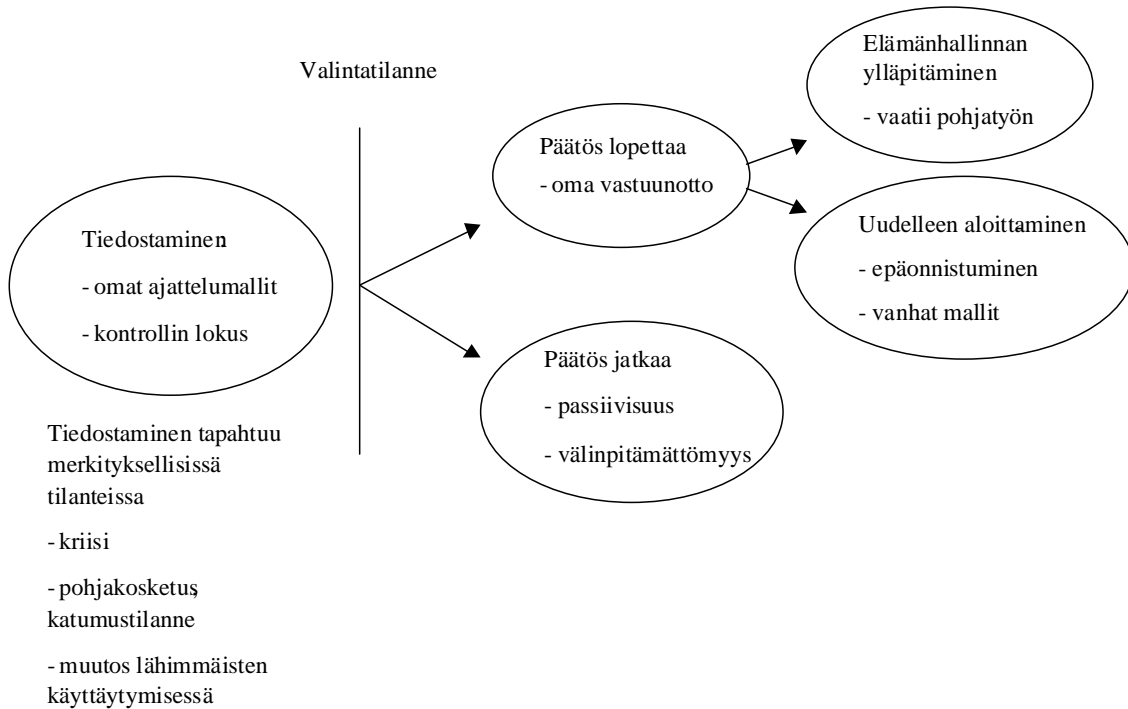 Valintatilanne
Tiedostaminen
- omat ajattelumallit
- kontrollin lokus
Tiedostaminen tapahtuu
merkityksellisissä
tilanteissa
- kriisi
- pohjakosketus,
katumustilanne
- muutos lähimmäisten
käyttäytymisessä
Päätös lopettaa
- oma vastuunotto
Päätös jatkaa
- passiivisuus
- välinpitämättömyys
Elämänhallinnan
ylläpitäminen
- vaatii pohjatyön
Uudelleen aloittaminen
- epäonnistuminen
- vanhat mallit